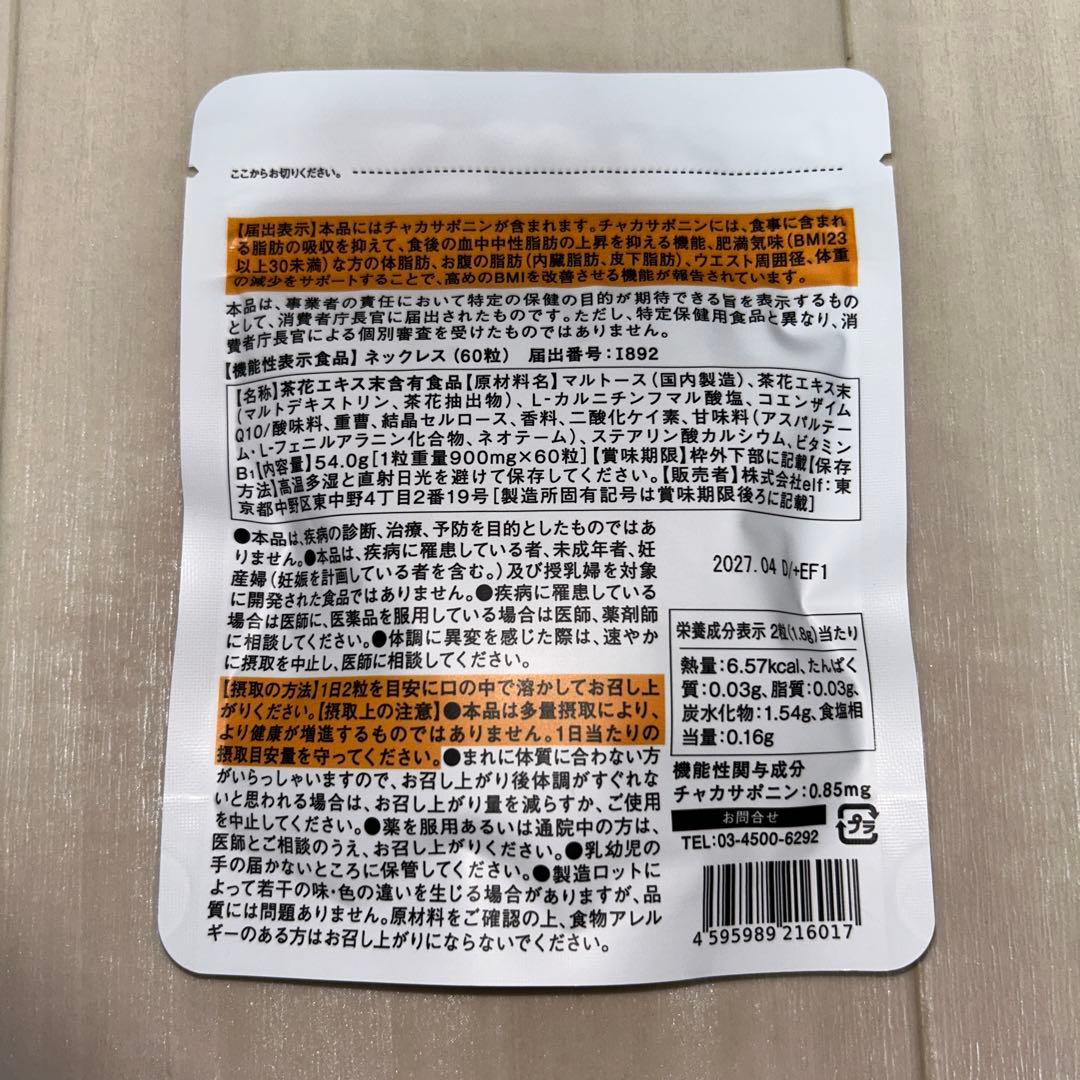 ここからお切りください。
【届出表示】本品にはチャカサポニンが含まれます。チャカサポニンには、食事に含まれ
る脂肪の吸収を抑えて、食後の血中中性脂肪の上昇を抑える機能、肥満気味(BMI23
以上30未満)な方の体脂肪、お腹の脂肪(内臓脂肪、皮下脂肪)、ウエスト周囲径、体重
の減少をサポートすることで、高めのBMIを改善させる機能が報告されています。
本品は、事業者の責任において特定の保健の目的が期待できる旨を表示するもの
として、消費者庁長官に届出されたものです。ただし、特定保健用食品と異なり、消
費者庁長官による個別審査を受けたものではありません。
【機能性表示食品】ネックレス(60粒) 届出番号:I892
【名称】茶花エキス末含有食品【原材料名】マルトース(国内製造)、茶花エキス末
(マルトデキストリン、茶花抽出物)、L-カルニチンフマル酸塩、コエンザイム
Q10/酸味料、重曹、結晶セルロース、香料、二酸化ケイ素、甘味料(アスパルテー
ム・L-フェニルアラニン化合物、ネオテーム)、ステアリン酸カルシウム、ビタミン
B1【内容量】54.0g[1粒重量900mg×60粒]【賞味期限】枠外下部に記載【保存
方法】高温多湿と直射日光を避けて保存してください。【販売者】株式会社elf:東
京都中野区東中野4丁目2番19号[製造所固有記号は賞味期限後ろに記載]
●本品は、疾病の診断、治療、予防を目的としたものではあ
りません。●本品は、疾病に罹患している者、未成年者、妊
産婦(妊娠を計画している者を含む。)及び授乳婦を対象
に開発された食品ではありません。●疾病に罹患している
場合は医師に、医薬品を服用している場合は医師、薬剤師
に相談してください。●体調に異変を感じた際は、速やか
に摂取を中止し、医師に相談してください。
【摂取の方法】1日2粒を目安に口の中で溶かしてお召し上
がりください。【摂取上の注意】●本品は多量摂取により、
より健康が増進するものではありません。1日当たりの
摂取目安量を守ってください。●まれに体質に合わない方
がいらっしゃいますので、お召し上がり後体調がすぐれな
いと思われる場合は、お召し上がり量を減らすか、ご使用
を中止してください。●薬を服用あるいは通院中の方は、
医師とご相談のうえ、お召し上がりください。●乳幼児の
手の届かないところに保管してください。●製造ロットに
よって若干の味・色の違いを生じる場合がありますが、品
質には問題ありません。原材料をご確認の上、食物アレル
ギーのある方はお召し上がりにならないでください。
2027.04 D/+EF1
栄養成分表示 2粒(1.8g)当たり
熱量:6.57kcal、たんぱく
質:0.03g、脂質:0.03g、
炭水化物:1.54g、食塩相
当量:0.16g
機能性関与成分
チャカサポニン:0.85mg
お問合せ
TEL:03-4500-6292
プラ
4 595989 216017